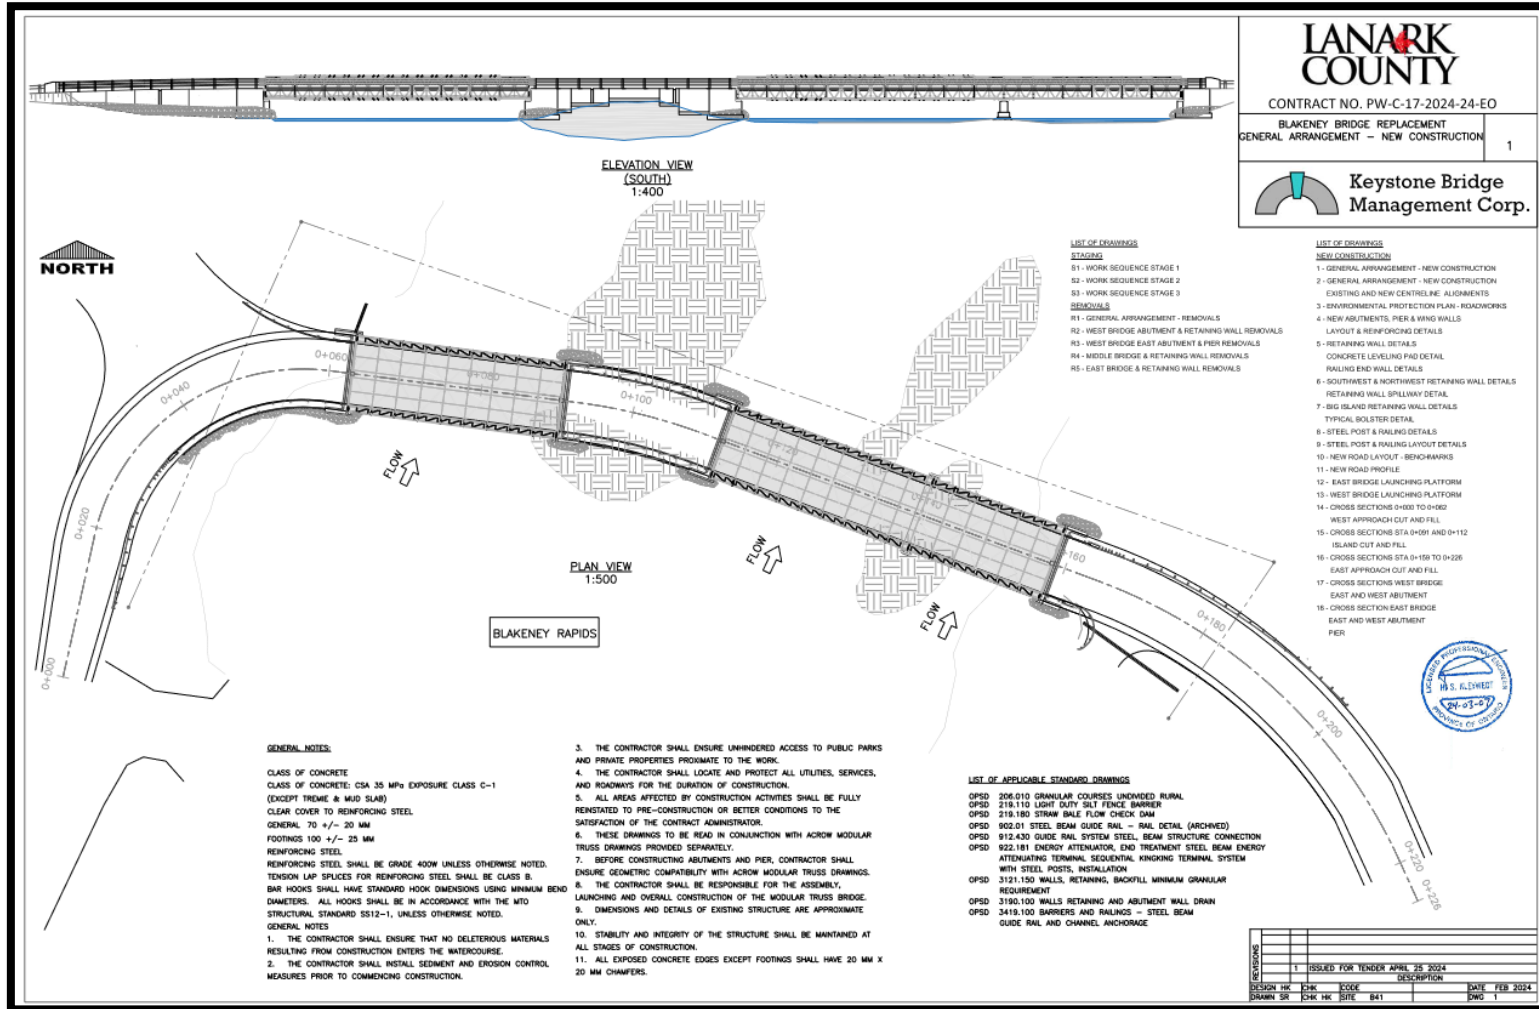 LANARK
COUNTY
CONTRACT NO. PW-C-17-2024-24-EO
BLAKENEY BRIDGE REPLACEMENT
GENERAL ARRANGEMENT – NEW CONSTRUCTION
1
Keystone Bridge
Management Corp.
ELEVATION VIEW
(SOUTH)
1:400
NORTH
LIST OF DRAWINGS
STAGING
S1 - WORK SEQUENCE STAGE 1
S2 - WORK SEQUENCE STAGE 2
S3 - WORK SEQUENCE STAGE 3
REMOVALS
R1 - GENERAL ARRANGEMENT - REMOVALS
R2 - WEST BRIDGE ABUTMENT & RETAINING WALL REMOVALS
R3 - WEST BRIDGE EAST ABUTMENT & PIER REMOVALS
R4 - MIDDLE BRIDGE & RETAINING WALL REMOVALS
R5 - EAST BRIDGE & RETAINING WALL REMOVALS
LIST OF DRAWINGS
NEW CONSTRUCTION
1 - GENERAL ARRANGEMENT - NEW CONSTRUCTION
2 - GENERAL ARRANGEMENT - NEW CONSTRUCTION
EXISTING AND NEW CENTRELINE ALIGNMENTS
3 - ENVIRONMENTAL PROTECTION PLAN - ROADWORKS
4 - NEW ABUTMENTS, PIER & WING WALLS
LAYOUT & REINFORCING DETAILS
5 - RETAINING WALL DETAILS
CONCRETE LEVELING PAD DETAIL
RAILING END WALL DETAILS
6 - SOUTHWEST & NORTHWEST RETAINING WALL DETAILS
RETAINING WALL SPILLWAY DETAIL
7 - BIG ISLAND RETAINING WALL DETAILS
TYPICAL BOLSTER DETAIL
8 - STEEL POST & RAILING DETAILS
9 - STEEL POST & RAILING LAYOUT DETAILS
10 - NEW ROAD LAYOUT - BENCHMARKS
11 - NEW ROAD PROFILE
12 - EAST BRIDGE LAUNCHING PLATFORM
13 - WEST BRIDGE LAUNCHING PLATFORM
14 - CROSS SECTIONS 0+000 TO 0+062
WEST APPROACH CUT AND FILL
15 - CROSS SECTIONS STA 0+091 AND 0+112
ISLAND CUT AND FILL
16 - CROSS SECTIONS STA 0+159 TO 0+226
EAST APPROACH CUT AND FILL
17 - CROSS SECTIONS WEST BRIDGE
EAST AND WEST ABUTMENT
18 - CROSS SECTION EAST BRIDGE
EAST AND WEST ABUTMENT
PIER
0+000
0+020
0+040
0+060
0+080
0+100
0+120
0+140
0+160
0+180
0+200
0+220
0+226
FLOW
FLOW
FLOW
PLAN VIEW
1:500
BLAKENEY RAPIDS
LICENSED PROFESSIONAL ENGINEER
H.S. KLEYWEGT
24-03-07
PROVINCE OF ONTARIO
GENERAL NOTES:
CLASS OF CONCRETE
CLASS OF CONCRETE: CSA 35 MPa EXPOSURE CLASS C-1
(EXCEPT TREMIE & MUD SLAB)
CLEAR COVER TO REINFORCING STEEL
GENERAL 70 +/- 20 MM
FOOTINGS 100 +/- 25 MM
REINFORCING STEEL
REINFORCING STEEL SHALL BE GRADE 400W UNLESS OTHERWISE NOTED.
TENSION LAP SPLICES FOR REINFORCING STEEL SHALL BE CLASS B.
BAR HOOKS SHALL HAVE STANDARD HOOK DIMENSIONS USING MINIMUM BEND
DIAMETERS. ALL HOOKS SHALL BE IN ACCORDANCE WITH THE MTO
STRUCTURAL STANDARD SS12-1, UNLESS OTHERWISE NOTED.
GENERAL NOTES
1. THE CONTRACTOR SHALL ENSURE THAT NO DELETERIOUS MATERIALS
RESULTING FROM CONSTRUCTION ENTERS THE WATERCOURSE.
2. THE CONTRACTOR SHALL INSTALL SEDIMENT AND EROSION CONTROL
MEASURES PRIOR TO COMMENCING CONSTRUCTION.
3. THE CONTRACTOR SHALL ENSURE UNHINDERED ACCESS TO PUBLIC PARKS
AND PRIVATE PROPERTIES PROXIMATE TO THE WORK.
4. THE CONTRACTOR SHALL LOCATE AND PROTECT ALL UTILITIES, SERVICES,
AND ROADWAYS FOR THE DURATION OF CONSTRUCTION.
5. ALL AREAS AFFECTED BY CONSTRUCTION ACTIVITIES SHALL BE FULLY
REINSTATED TO PRE-CONSTRUCTION OR BETTER CONDITIONS TO THE
SATISFACTION OF THE CONTRACT ADMINISTRATOR.
6. THESE DRAWINGS TO BE READ IN CONJUNCTION WITH ACROW MODULAR
TRUSS DRAWINGS PROVIDED SEPARATELY.
7. BEFORE CONSTRUCTING ABUTMENTS AND PIER, CONTRACTOR SHALL
ENSURE GEOMETRIC COMPATIBILITY WITH ACROW MODULAR TRUSS DRAWINGS.
8. THE CONTRACTOR SHALL BE RESPONSIBLE FOR THE ASSEMBLY,
LAUNCHING AND OVERALL CONSTRUCTION OF THE MODULAR TRUSS BRIDGE.
9. DIMENSIONS AND DETAILS OF EXISTING STRUCTURE ARE APPROXIMATE
ONLY.
10. STABILITY AND INTEGRITY OF THE STRUCTURE SHALL BE MAINTAINED AT
ALL STAGES OF CONSTRUCTION.
11. ALL EXPOSED CONCRETE EDGES EXCEPT FOOTINGS SHALL HAVE 20 MM X
20 MM CHAMFERS.
LIST OF APPLICABLE STANDARD DRAWINGS
OPSD 206.010 GRANULAR COURSES UNDIVIDED RURAL
OPSD 219.110 LIGHT DUTY SILT FENCE BARRIER
OPSD 219.180 STRAW BALE FLOW CHECK DAM
OPSD 902.01 STEEL BEAM GUIDE RAIL – RAIL DETAIL (ARCHIVED)
OPSD 912.430 GUIDE RAIL SYSTEM STEEL, BEAM STRUCTURE CONNECTION
OPSD 922.181 ENERGY ATTENUATOR, END TREATMENT STEEL BEAM ENERGY
ATTENUATING TERMINAL SEQUENTIAL KINGKING TERMINAL SYSTEM
WITH STEEL POSTS, INSTALLATION
OPSD 3121.150 WALLS, RETAINING, BACKFILL MINIMUM GRANULAR
REQUIREMENT
OPSD 3190.100 WALLS RETAINING AND ABUTMENT WALL DRAIN
OPSD 3419.100 BARRIERS AND RAILINGS – STEEL BEAM
GUIDE RAIL AND CHANNEL ANCHORAGE
REVISIONS
1 ISSUED FOR TENDER APRIL 25 2024
DESCRIPTION
DESIGN HK CHK CODE DATE FEB 2024
DRAWN SR CHK HK SITE B41 DWG 1